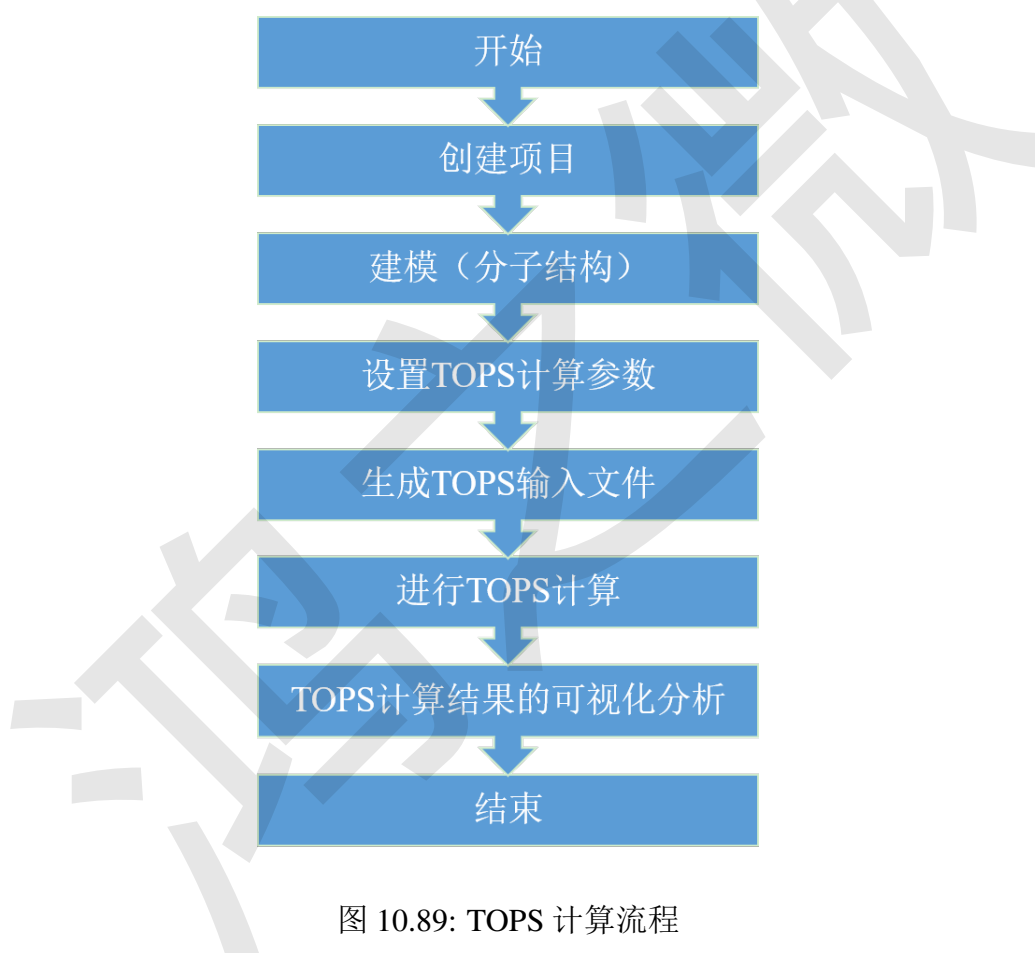 开始
创建项目
建模（分子结构）
设置TOPS计算参数
生成TOPS输入文件
进行TOPS计算
TOPS计算结果的可视化分析
结束
图 10.89: TOPS 计算流程
鸿之微